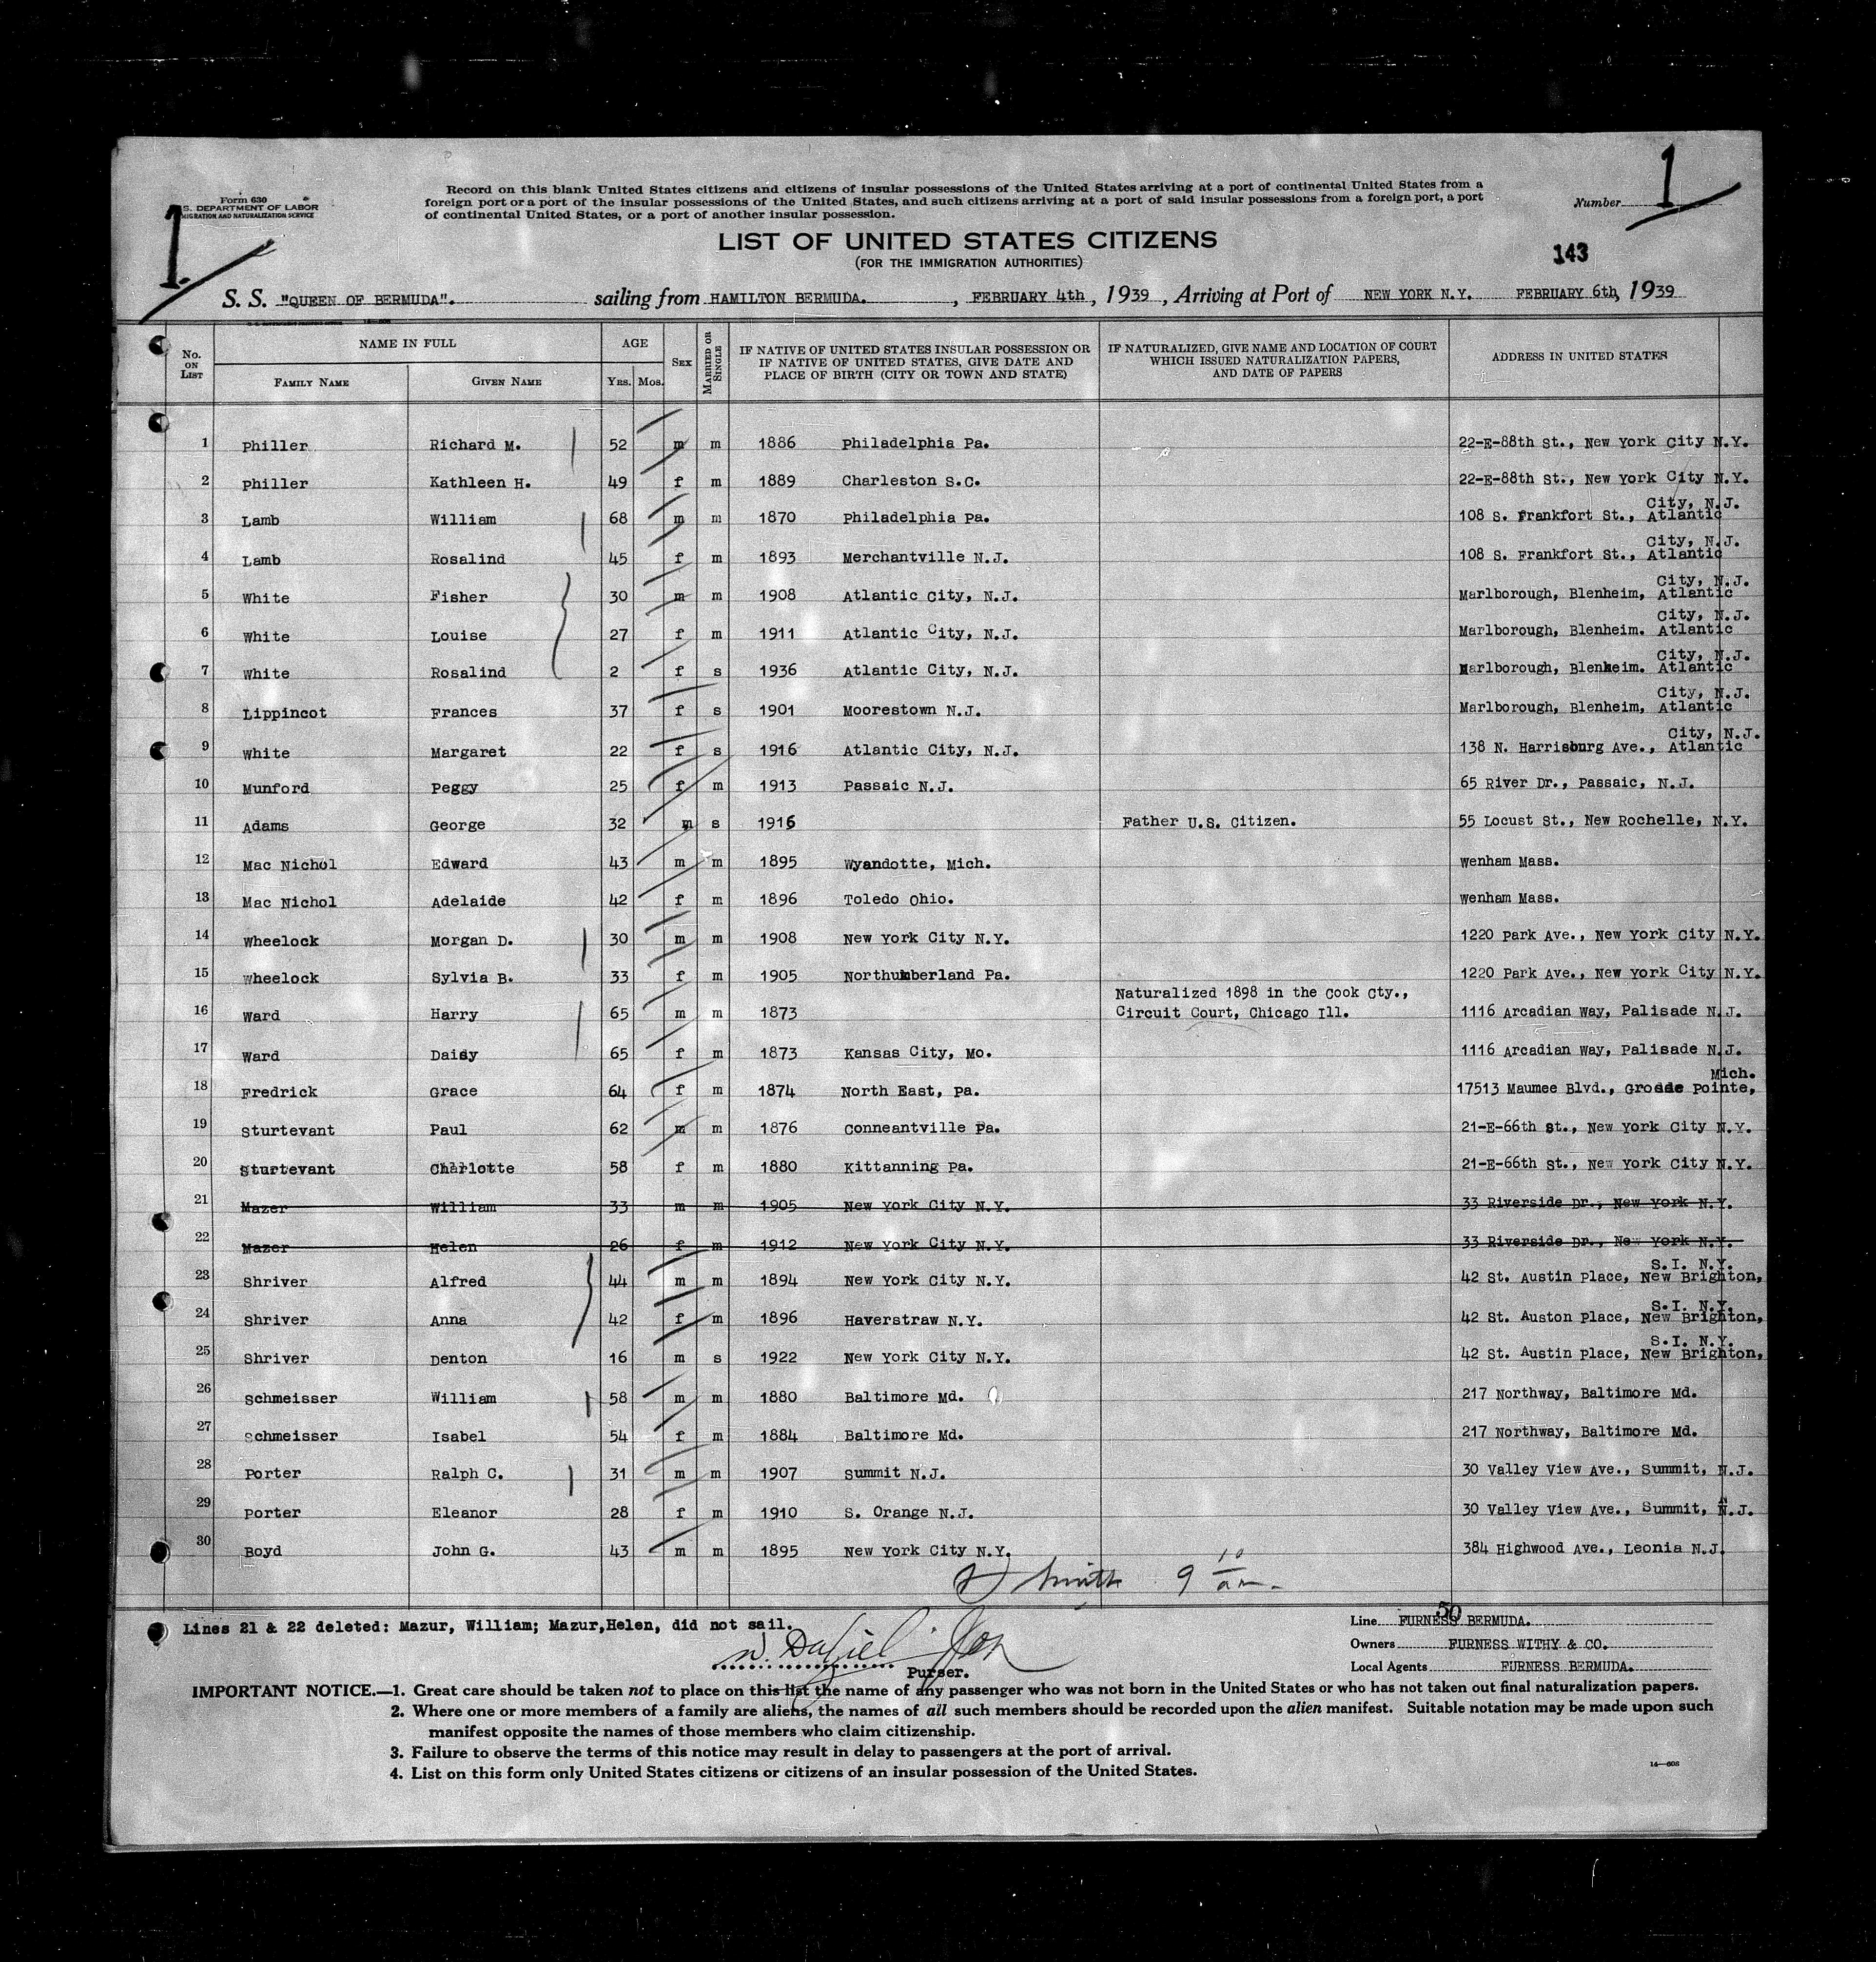 Form 630
S. DEPARTMENT OF LABOR
MIGRATION AND NATURALIZATION SERVICE
Record on this blank United States citizens and citizens of insular possessions of the United States arriving at a port of continental United States from a
foreign port or a port of the insular possessions of the United States, and such citizens arriving at a port of said insular possessions from a foreign port, a port
of continental United States, or a port of another insular possession.
Number 1
1
LIST OF UNITED STATES CITIZENS
(FOR THE IMMIGRATION AUTHORITIES)
143
S. S. "QUEEN OF BERMUDA". sailing from HAMILTON BERMUDA. , FEBRUARY 4th, 1939, Arriving at Port of NEW YORK N.Y. FEBRUARY 6th, 1939
No. ON LIST NAME IN FULL FAMILY NAME GIVEN NAME AGE YRS. MOS. SEX MARRIED OR SINGLE IF NATIVE OF UNITED STATES INSULAR POSSESSION OR IF NATIVE OF UNITED STATES, GIVE DATE AND PLACE OF BIRTH (CITY OR TOWN AND STATE) IF NATURALIZED, GIVE NAME AND LOCATION OF COURT WHICH ISSUED NATURALIZATION PAPERS, AND DATE OF PAPERS ADDRESS IN UNITED STATES
1 Philler Richard M. 52 m m 1886 Philadelphia Pa. 22-E-88th St., New York City N.Y.
2 Philler Kathleen H. 49 f m 1889 Charleston S.C. 22-E-88th St., New York City N.Y.
3 Lamb William 68 m m 1870 Philadelphia Pa. 108 S. Frankfort St., Atlantic City, N.J.
4 Lamb Rosalind 45 f m 1893 Merchantville N.J. 108 S. Frankfort St., Atlantic City, N.J.
5 White Fisher 30 m m 1908 Atlantic City, N.J. Marlborough, Blenheim, Atlantic City, N.J.
6 White Louise 27 f m 1911 Atlantic City, N.J. Marlborough, Blenheim. Atlantic City, N.J.
7 White Rosalind 2 f s 1936 Atlantic City, N.J. Marlborough, Blenheim. Atlantic City, N.J.
8 Lippincot Frances 37 f s 1901 Moorestown N.J. Marlborough, Blenheim, Atlantic City, N.J.
9 White Margaret 22 f s 1916 Atlantic City, N.J. 138 N. Harrisburg Ave., Atlantic City, N.J.
10 Munford Peggy 25 f m 1913 Passaic N.J. 65 River Dr., Passaic, N.J.
11 Adams George 32 m s 1916 Father U.S. Citizen. 55 Locust St., New Rochelle, N.Y.
12 Mac Nichol Edward 43 m m 1895 Wyandotte, Mich. Wenham Mass.
13 Mac Nichol Adelaide 42 f m 1896 Toledo Ohio. Wenham Mass.
14 Wheelock Morgan D. 30 m m 1908 New York City N.Y. 1220 Park Ave., New York City N.Y.
15 Wheelock Sylvia B. 33 f m 1905 Northumberland Pa. 1220 Park Ave., New York City N.Y.
16 Ward Harry 65 m m 1873 Naturalized 1898 in the Cook Cty., Circuit Court, Chicago Ill. 1116 Arcadian Way, Palisade N.J.
17 Ward Daisy 65 f m 1873 Kansas City, Mo. 1116 Arcadian Way, Palisade N.J.
18 Fredrick Grace 64 f m 1874 North East, Pa. 17513 Maumee Blvd., Grosse Pointe, Mich.
19 Sturtevant Paul 62 m m 1876 Conneantville Pa. 21-E-66th St., New York City N.Y.
20 Sturtevant Charlotte 58 f m 1880 Kittanning Pa. 21-E-66th St., New York City N.Y.
21 Mazer William 33 m m 1905 New York City N.Y. 33 Riverside Dr., New York N.Y.
22 Mazer Helen 26 f m 1912 New York City N.Y. 33 Riverside Dr., New York N.Y.
23 Shriver Alfred 44 m m 1894 New York City N.Y. 42 St. Austin Place, New Brighton, S.I. N.Y.
24 Shriver Anna 42 f m 1896 Haverstraw N.Y. 42 St. Auston Place, New Brighton, S.I. N.Y.
25 Shriver Denton 16 m s 1922 New York City N.Y. 42 St. Austin Place, New Brighton, S.I. N.Y.
26 Schmeisser William 58 m m 1880 Baltimore Md. 217 Northway, Baltimore Md.
27 Schmeisser Isabel 54 f m 1884 Baltimore Md. 217 Northway, Baltimore Md.
28 Porter Ralph C. 31 m m 1907 Summit N.J. 30 Valley View Ave., Summit, N.J.
29 Porter Eleanor 28 f m 1910 S. Orange N.J. 30 Valley View Ave., Summit, N.J.
30 Boyd John G. 43 m m 1895 New York City N.Y. 384 Highwood Ave., Leonia N.J.
Smith 9 10 am.
Lines 21 & 22 deleted: Mazur, William; Mazur,Helen, did not sail.
Purser.
50
Line FURNESS BERMUDA.
Owners FURNESS WITHY & CO.
Local Agents FURNESS BERMUDA.
IMPORTANT NOTICE.—1. Great care should be taken not to place on this list the name of any passenger who was not born in the United States or who has not taken out final naturalization papers.
2. Where one or more members of a family are aliens, the names of all such members should be recorded upon the alien manifest. Suitable notation may be made upon such
manifest opposite the names of those members who claim citizenship.
3. Failure to observe the terms of this notice may result in delay to passengers at the port of arrival.
4. List on this form only United States citizens or citizens of an insular possession of the United States.